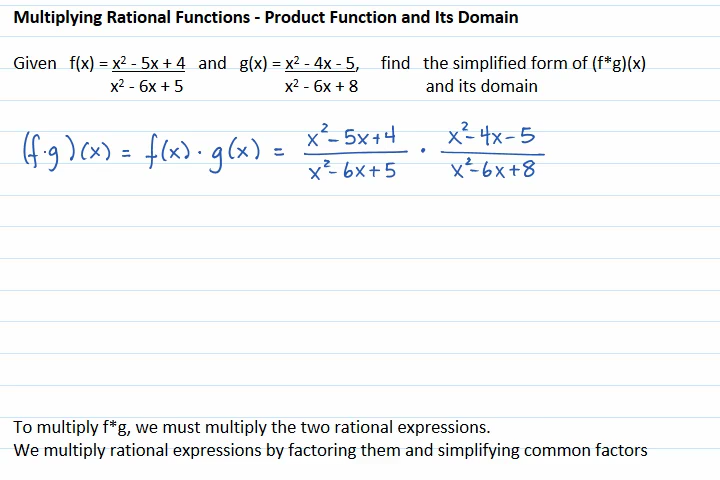 Multiplying Rational Functions - Product Function and Its Domain
Given f(x) = x2 - 5x + 4 and g(x) = x2 - 4x - 5, find the simplified form of (f*g)(x)
x2 - 6x + 5 x2 - 6x + 8 and its domain
(f·g)(x) = f(x) · g(x) = x²-5x+4 · x²-4x-5
x²-6x+5 x²-6x+8
To multiply f*g, we must multiply the two rational expressions.
We multiply rational expressions by factoring them and simplifying common factors